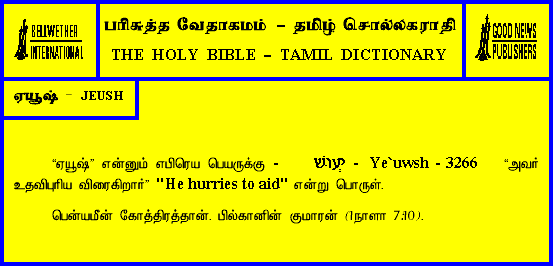 BELLWETHER
INTERNATIONAL
பரிசுத்த வேதாகமம் – தமிழ் சொல்லகராதி
THE HOLY BIBLE – TAMIL DICTIONARY
GOOD NEWS
PUBLISHERS
ஏயூஷ் – JEUSH
“ஏயூஷ்” என்னும் எபிரெய பெயருக்கு - יְעוּשׁ - Ye`uwsh - 3266 “அவர்
உதவிபுரிய விரைகிறார்” "He hurries to aid" என்று பொருள்.
பென்யமீன் கோத்திரத்தான். பில்கானின் குமாரன் (1நாளா 7:10).